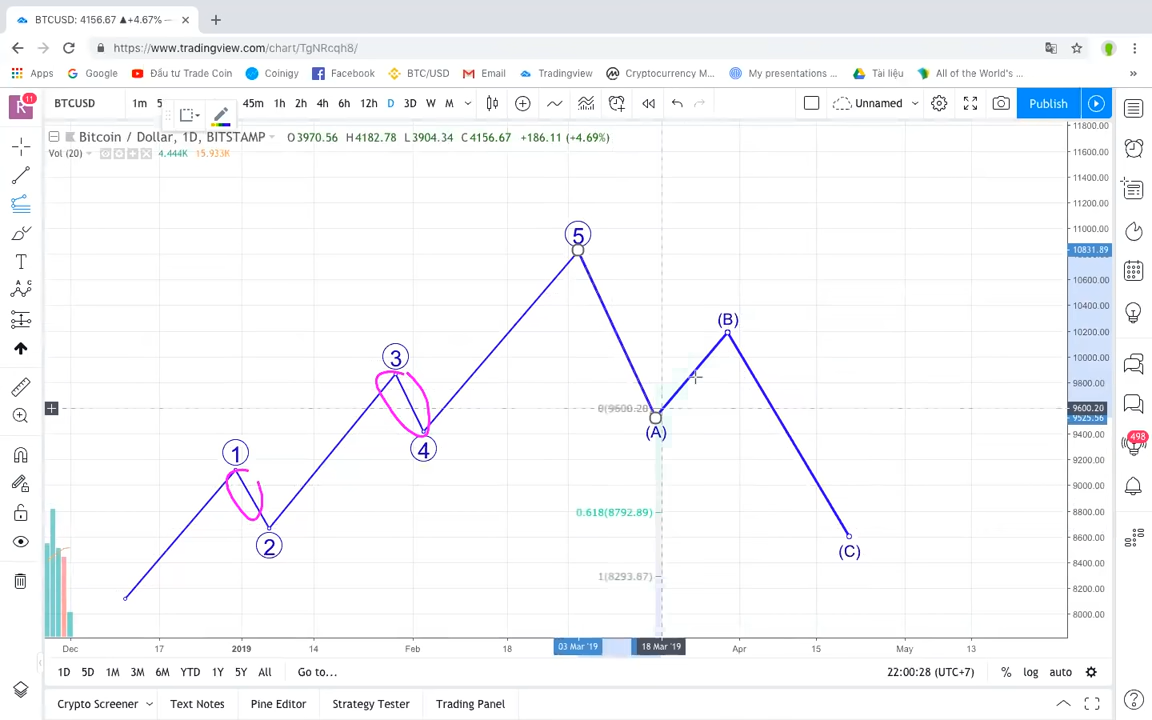 BTCUSD: 4156.67 ▲+4.67% —
https://www.tradingview.com/chart/TgNRcqh8/
Apps Google Đầu tư Trade Coin Coinigy Facebook BTC/USD Email Tradingview Cryptocurrency M... My presentations ... Tài liệu All of the World's ... »
R 11 BTCUSD 1m 5 45m 1h 2h 4h 6h 12h D 3D W M Unnamed Publish
Bitcoin / Dollar, 1D, BITSTAMP O3970.56 H4182.78 L3904.34 C4156.67 +186.11 (+4.69%)
Vol (20) 4.444K 15.933K
11800.00
11600.00
11400.00
11200.00
11000.00
10831.89
10600.00
10400.00
10200.00
10000.00
9800.00
9600.20
9525.56
9400.00
9200.00
9000.00
8800.00
8600.00
8400.00
8200.00
8000.00
5
(B)
3
0(9600.20)
(A)
4
1
0.618(8792.89)
2
(C)
1(8293.67)
498
Dec 17 2019 14 Feb 18 03 Mar '19 18 Mar '19 Apr 15 May 13
1D 5D 1M 3M 6M YTD 1Y 5Y All Go to... 22:00:28 (UTC+7) % log auto
Crypto Screener Text Notes Pine Editor Strategy Tester Trading Panel